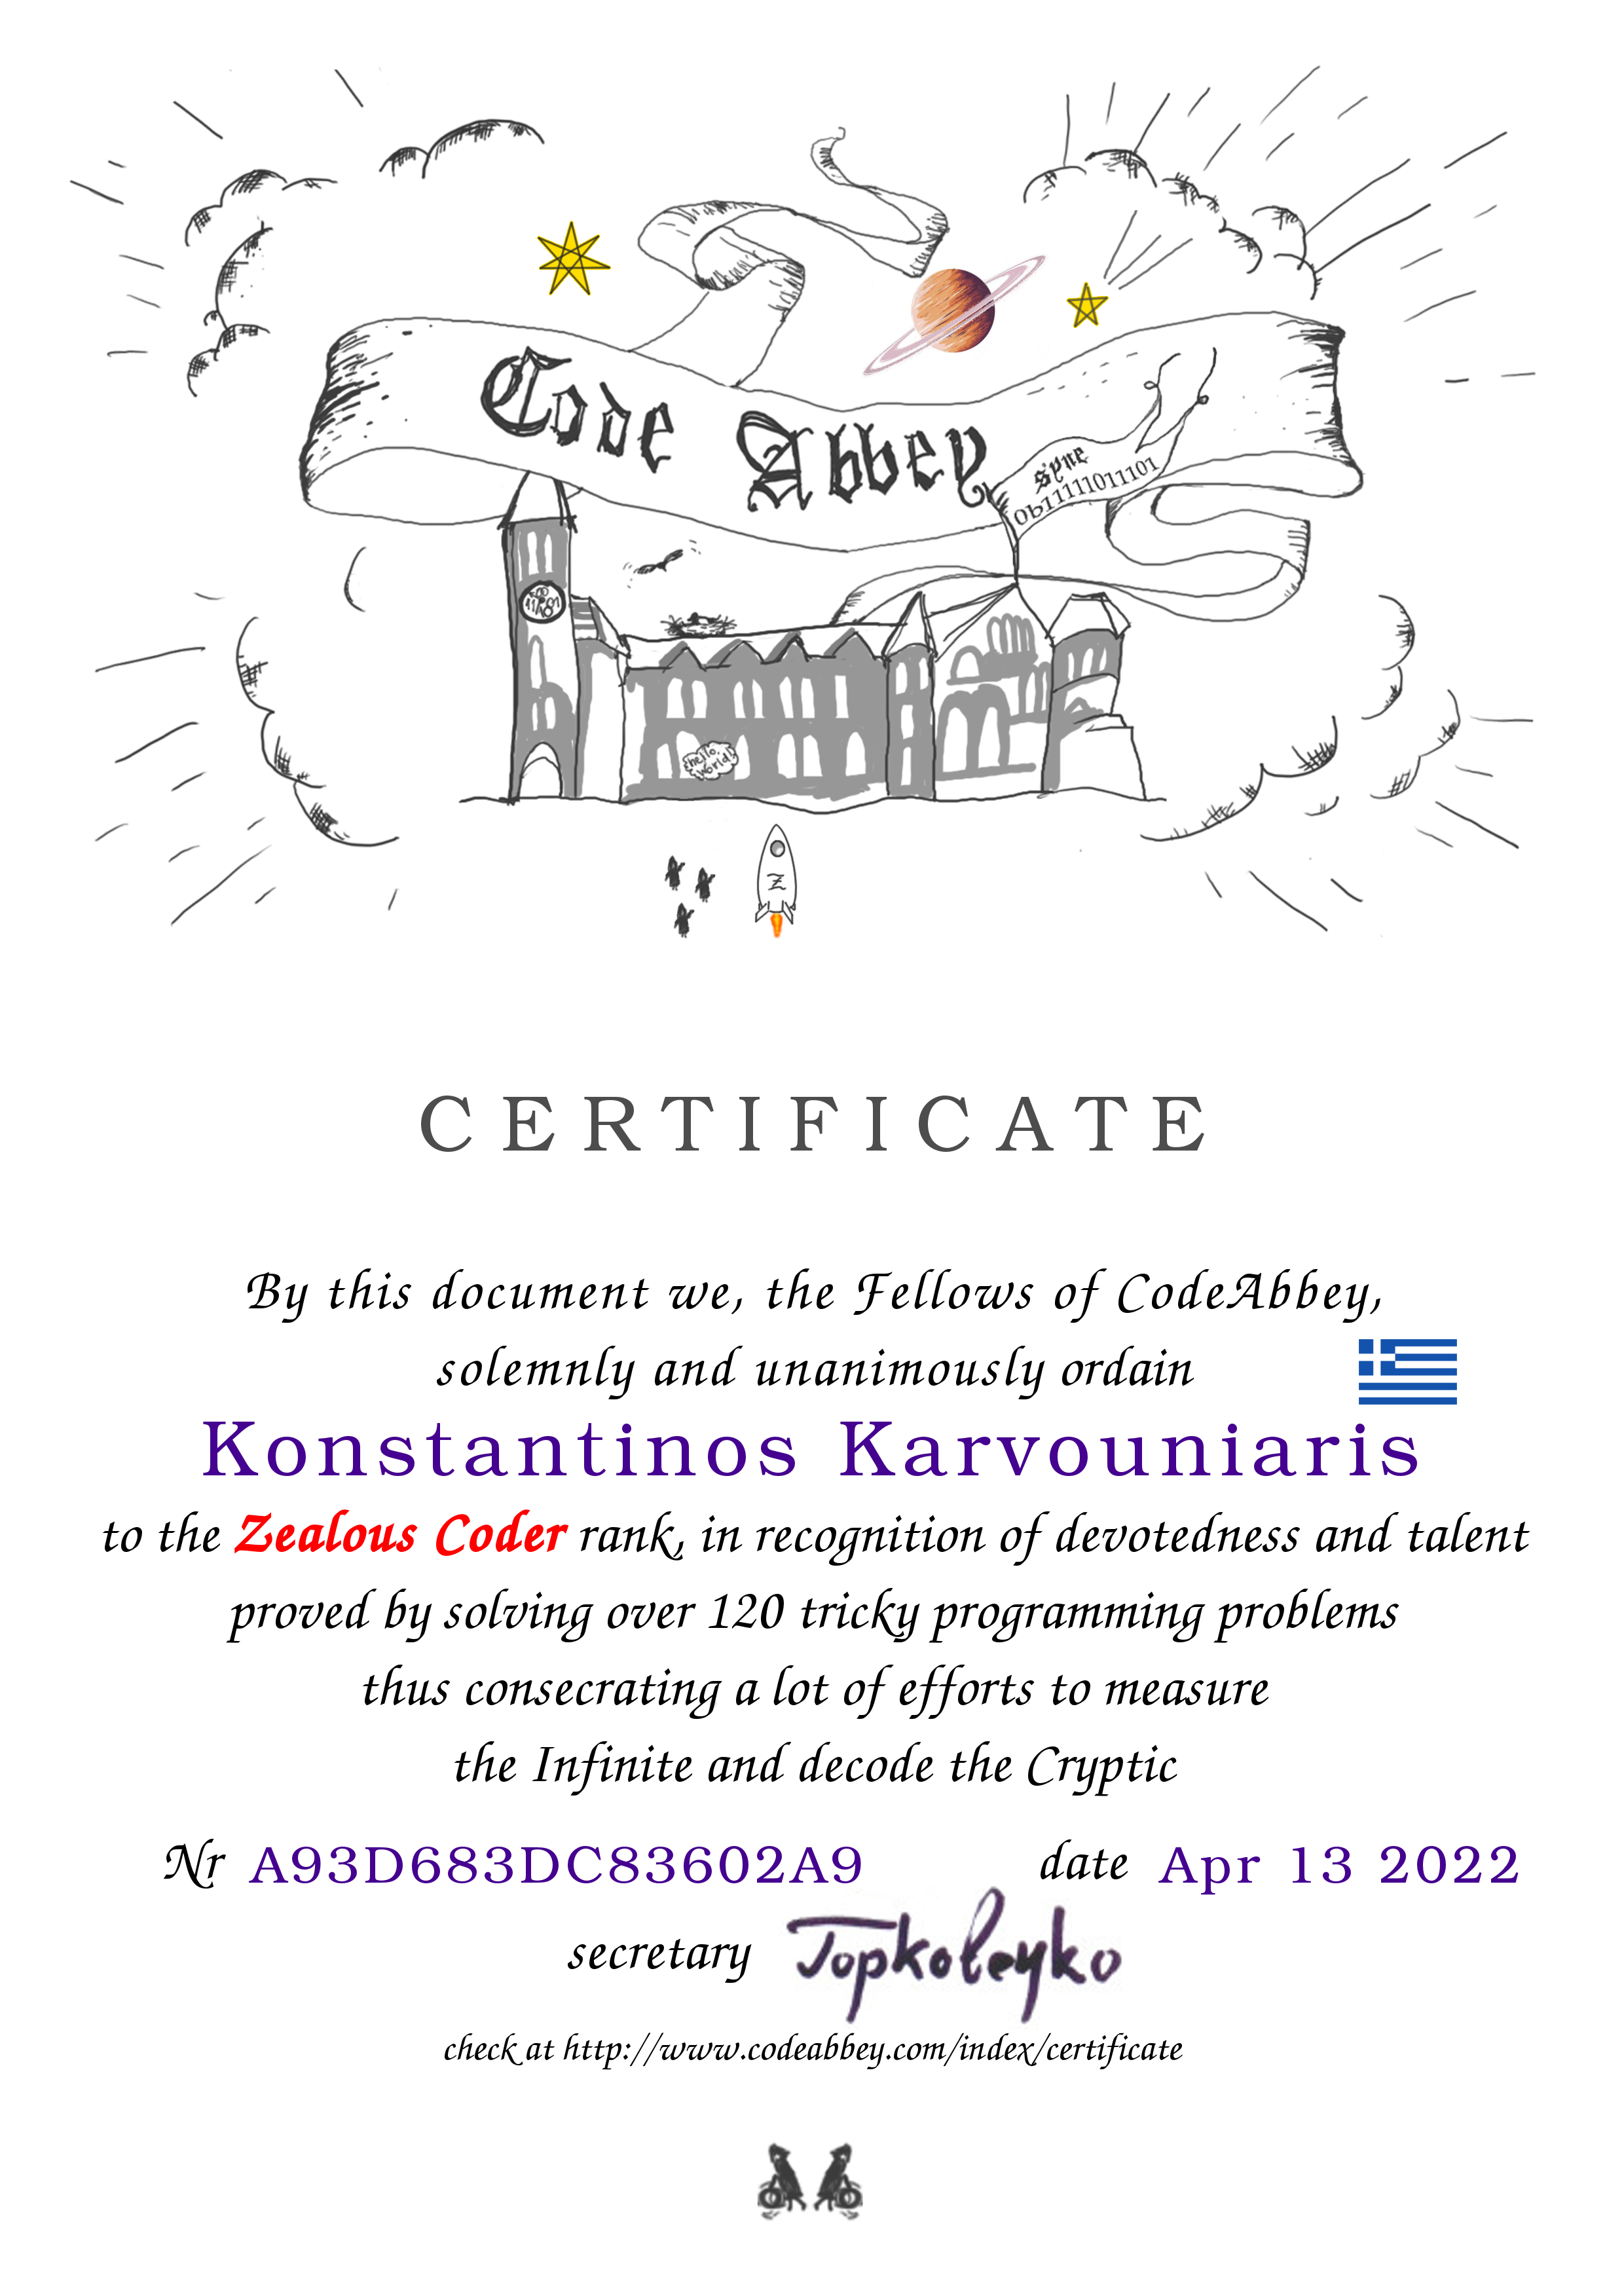 Code Abbey
syne
0b11111011101
hello,
world!
Z
CERTIFICATE
By this document we, the Fellows of CodeAbbey,
solemnly and unanimously ordain
Konstantinos Karvouniaris
to the Zealous Coder rank, in recognition of devotedness and talent
proved by solving over 120 tricky programming problems
thus consecrating a lot of efforts to measure
the Infinite and decode the Cryptic
Nr A93D683DC83602A9 date Apr 13 2022
secretary
check at http://www.codeabbey.com/index/certificate